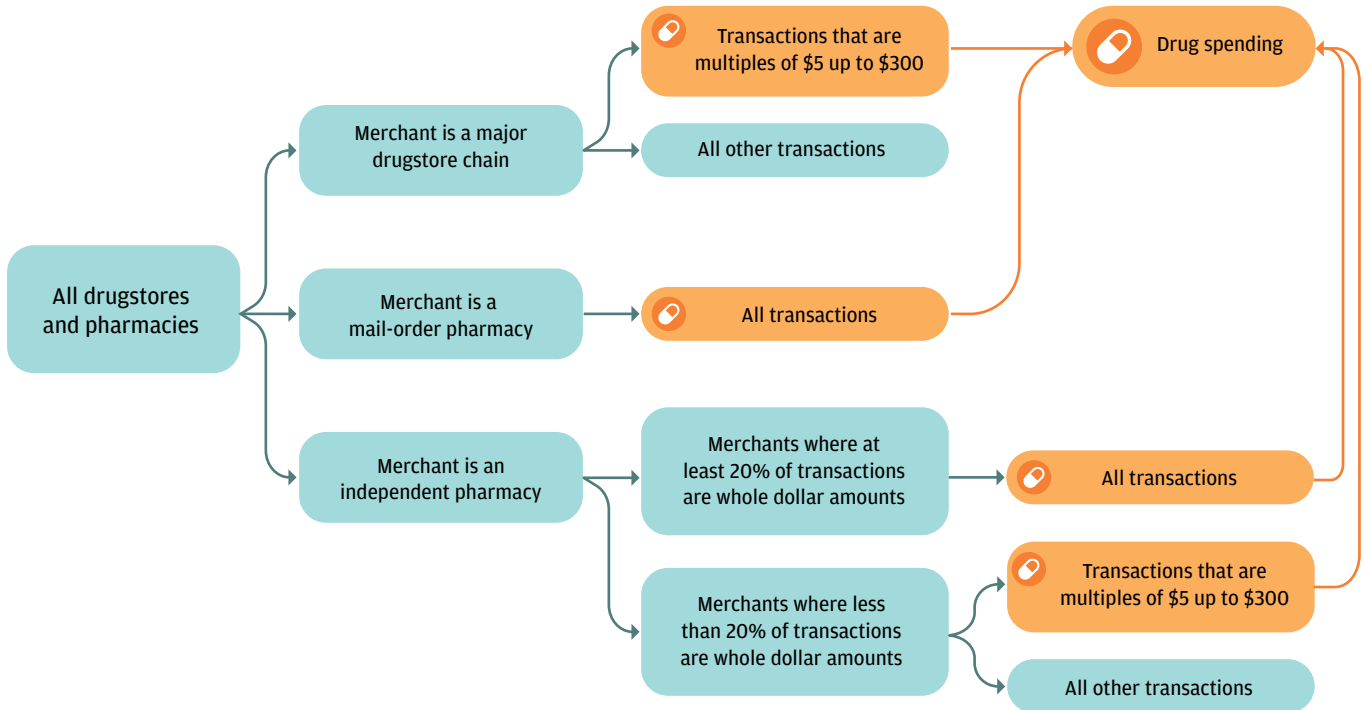 Transactions that are
multiples of $5 up to $300
Drug spending
Merchant is a major
drugstore chain
All other transactions
All drugstores
and pharmacies
Merchant is a
mail-order pharmacy
All transactions
Merchant is an
independent pharmacy
Merchants where at
least 20% of transactions
are whole dollar amounts
All transactions
Merchants where less
than 20% of transactions
are whole dollar amounts
Transactions that are
multiples of $5 up to $300
All other transactions